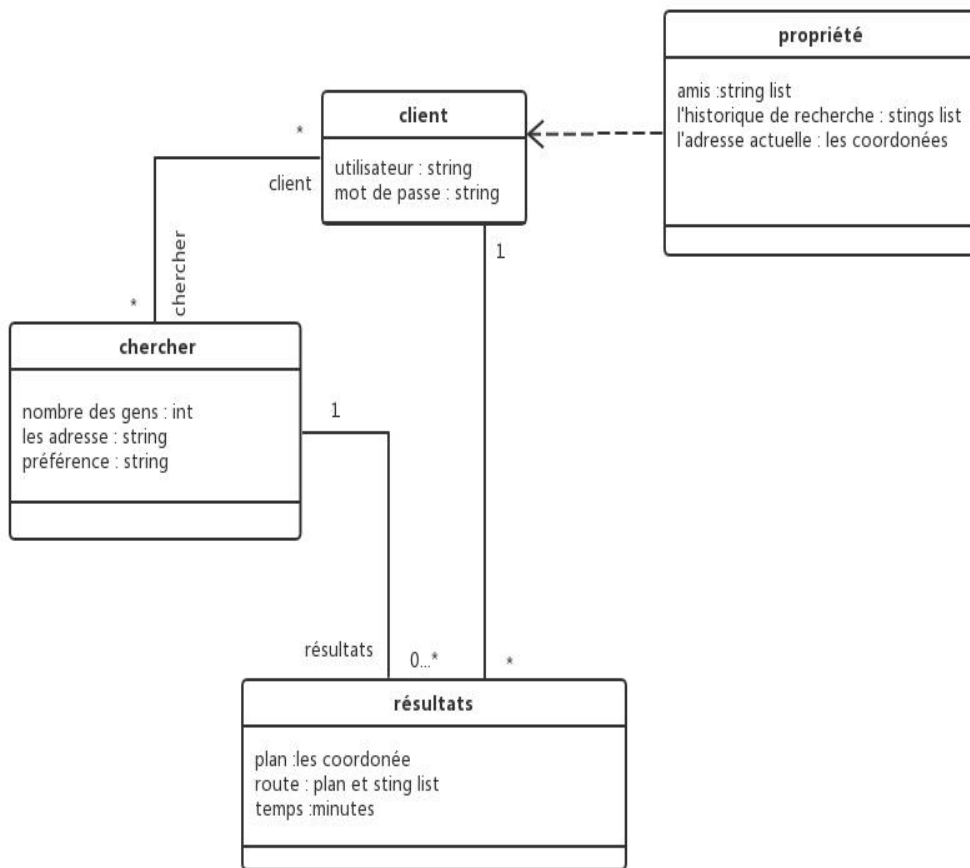 propriété
amis :string list
l'historique de recherche : stings list
l'adresse actuelle : les coordonées
client
utilisateur : string
mot de passe : string
*
client
chercher
*
1
chercher
nombre des gens : int
les adresse : string
préférence : string
1
résultats
0...*
*
résultats
plan :les coordonée
route : plan et sting list
temps :minutes